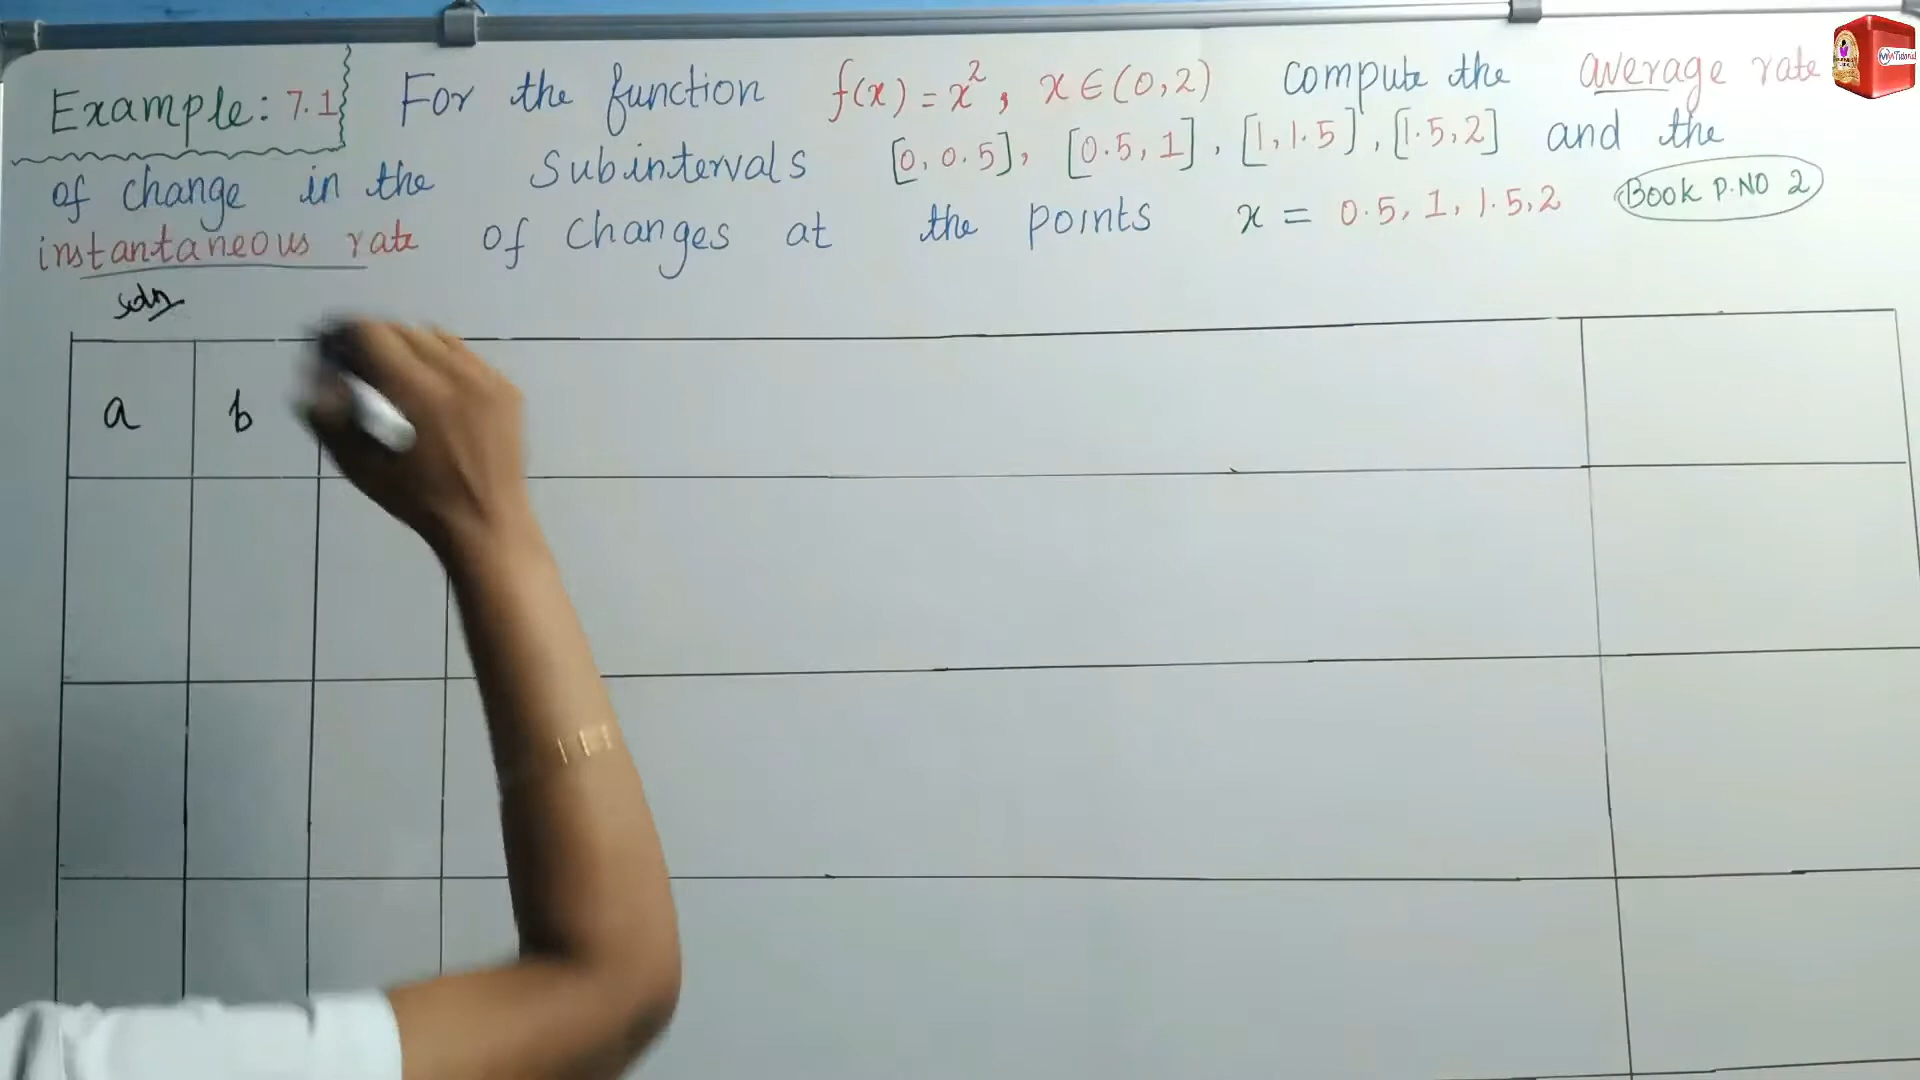 Example: 7.1 For the function f(x) = x², x ∈ (0,2) compute the average rate
of change in the subintervals [0, 0.5], [0.5, 1], [1, 1.5], [1.5, 2] and the
instantaneous rate of changes at the points x = 0.5, 1, 1.5, 2 Book P.NO 2
Soln
a b